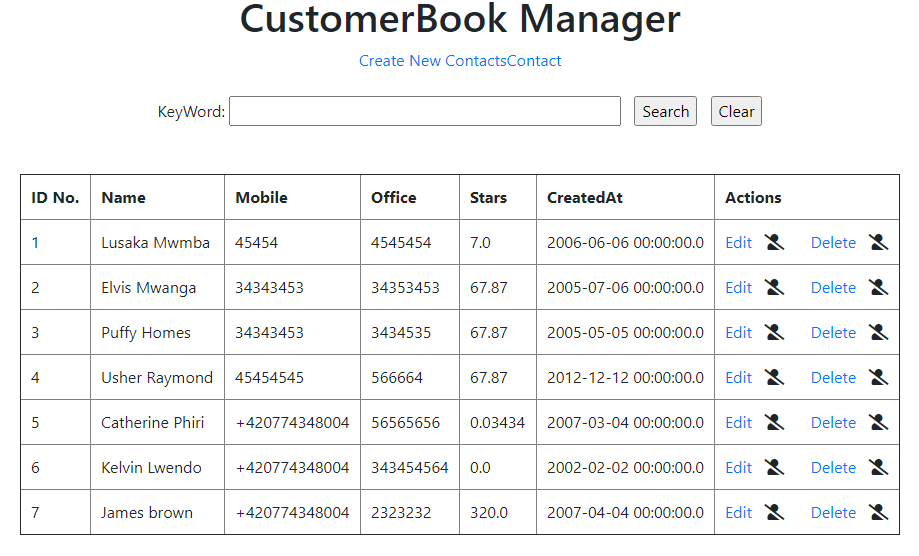 CustomerBook Manager
Create New ContactsContact
KeyWord: Search Clear
ID No. Name Mobile Office Stars CreatedAt Actions
1 Lusaka Mwmba 45454 4545454 7.0 2006-06-06 00:00:00.0 Edit Delete
2 Elvis Mwanga 34343453 34353453 67.87 2005-07-06 00:00:00.0 Edit Delete
3 Puffy Homes 34343453 3434535 67.87 2005-05-05 00:00:00.0 Edit Delete
4 Usher Raymond 45454545 566664 67.87 2012-12-12 00:00:00.0 Edit Delete
5 Catherine Phiri +420774348004 56565656 0.03434 2007-03-04 00:00:00.0 Edit Delete
6 Kelvin Lwendo +420774348004 343454564 0.0 2002-02-02 00:00:00.0 Edit Delete
7 James brown +420774348004 2323232 320.0 2007-04-04 00:00:00.0 Edit Delete